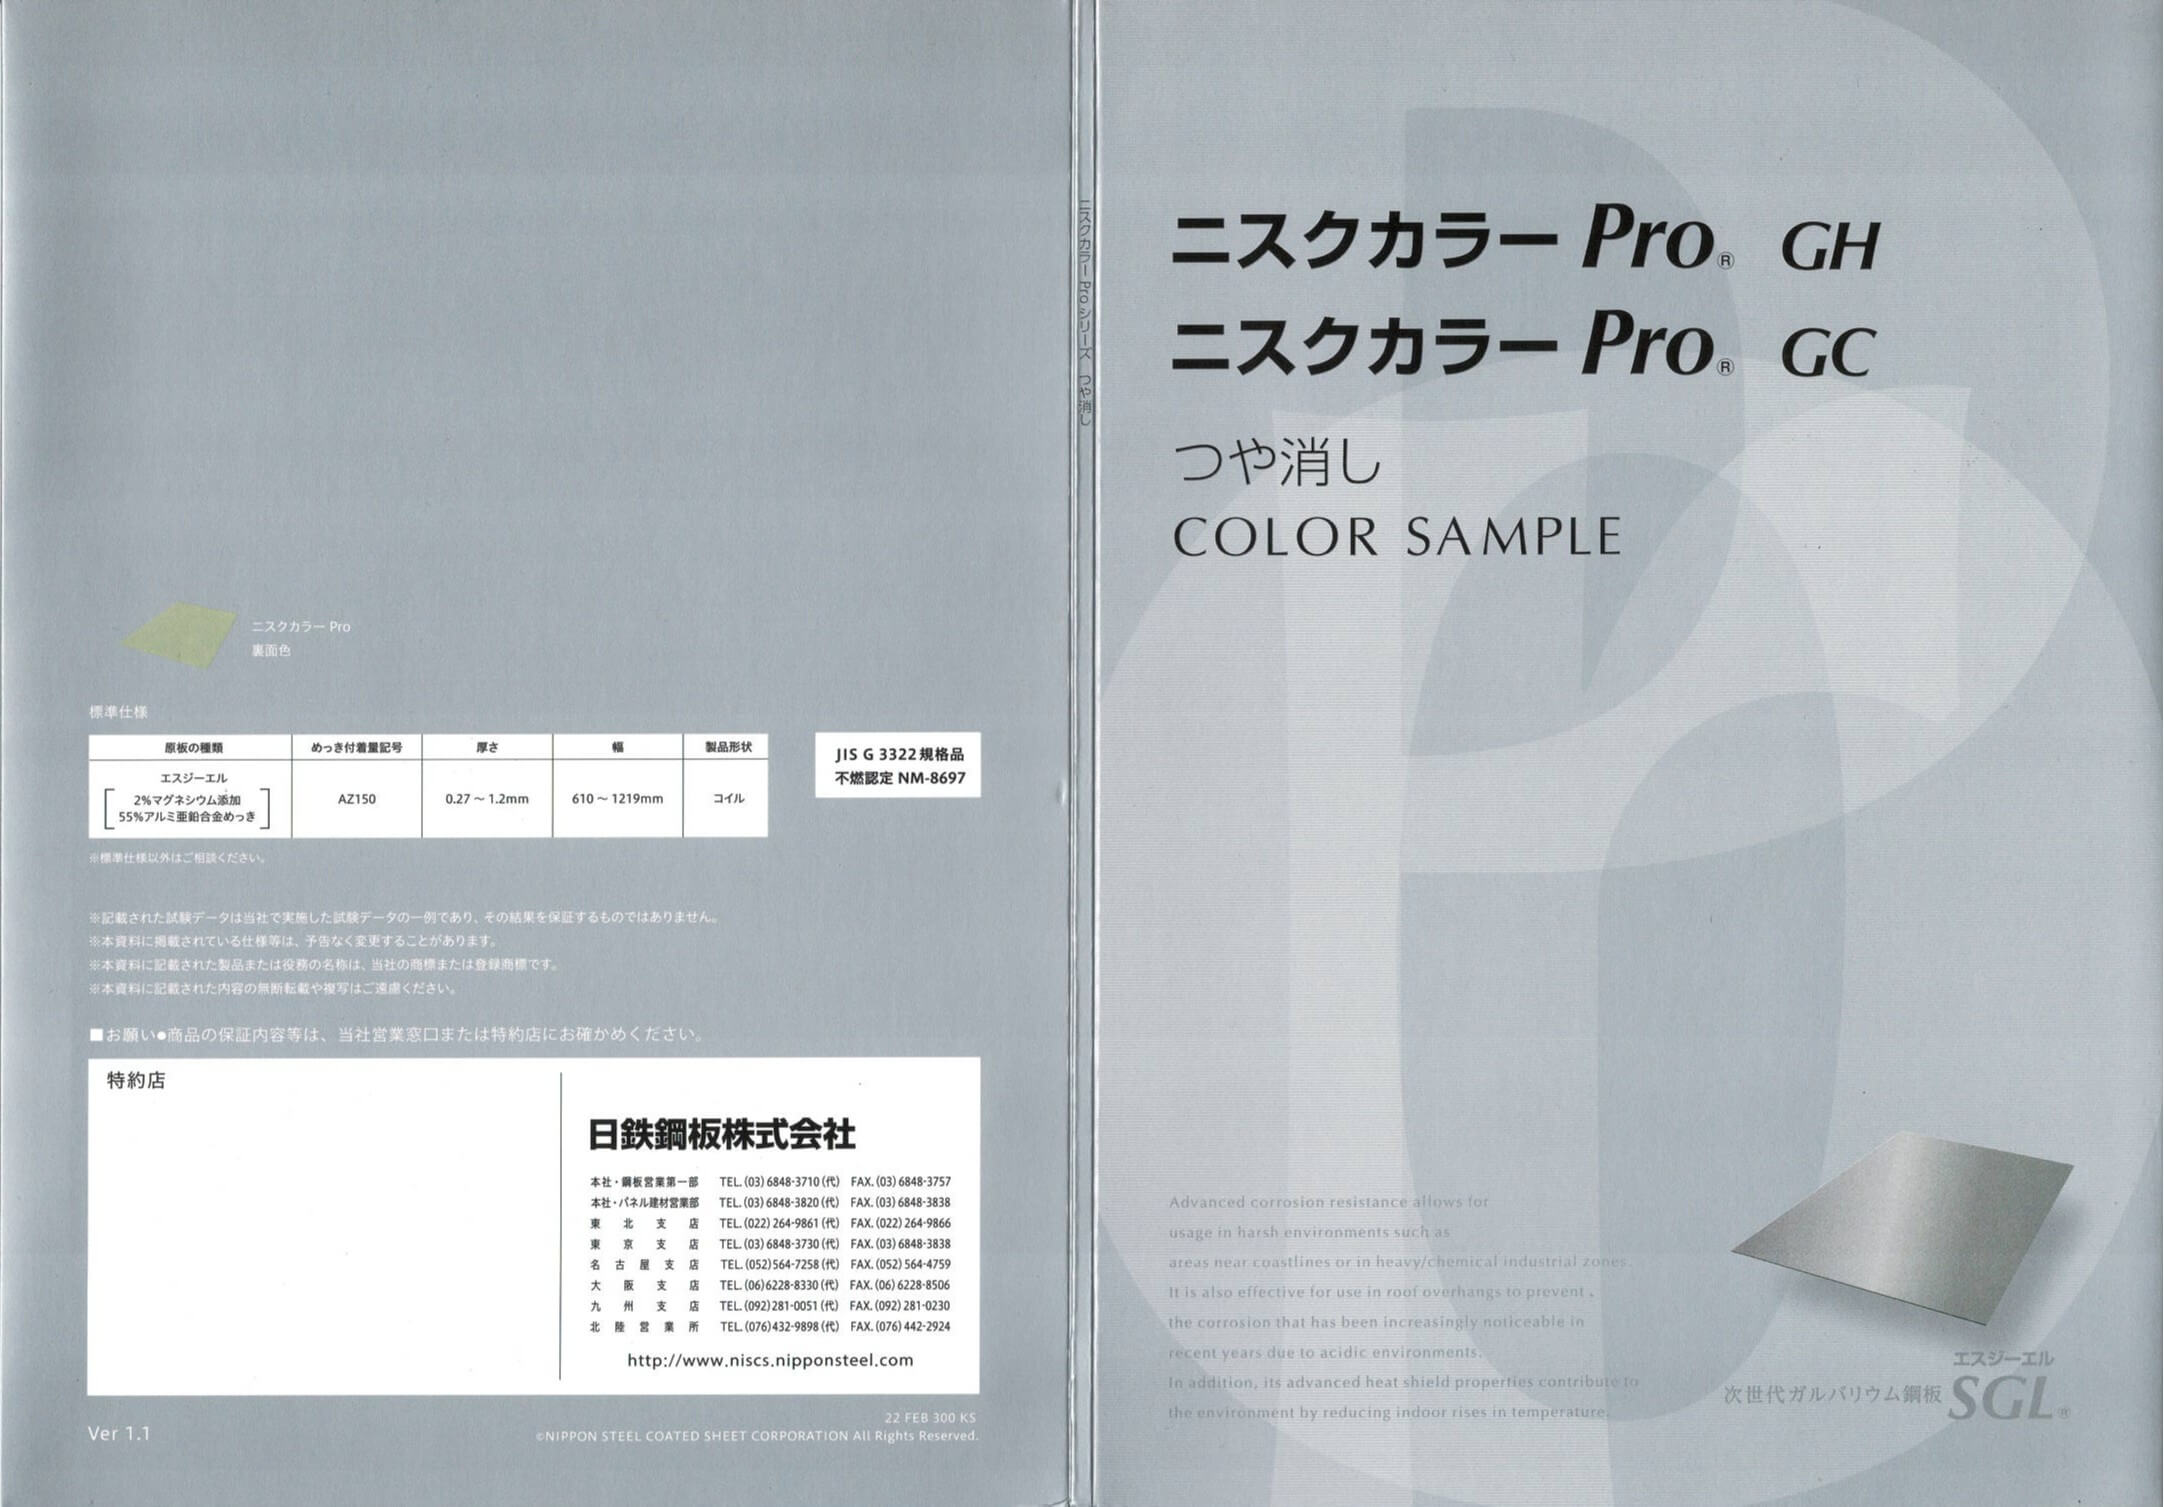 ニスクカラー Pro
裏面色
標準仕様
原板の種類 めっき付着量記号 厚さ 幅 製品形状
エスジーエル
2%マグネシウム添加
55%アルミ亜鉛合金めっき
AZ150 0.27 ~ 1.2mm 610 ~ 1219mm コイル
JIS G 3322規格品
不燃認定 NM-8697
※標準仕様以外はご相談ください。
※記載された試験データは当社で実施した試験データの一例であり、その結果を保証するものではありません。
※本資料に掲載されている仕様等は、予告なく変更することがあります。
※本資料に記載された製品または役務の名称は、当社の商標または登録商標です。
※本資料に記載された内容の無断転載や複写はご遠慮ください。
■お願い●商品の保証内容等は、当社営業窓口または特約店にお確かめください。
特約店
日鉄鋼板株式会社
本社・鋼板営業第一部 TEL.(03)6848-3710(代) FAX.(03)6848-3757
本社・パネル建材営業部 TEL.(03)6848-3820(代) FAX.(03)6848-3838
東北支店 TEL.(022)264-9861(代) FAX.(022)264-9866
東京支店 TEL.(03)6848-3730(代) FAX.(03)6848-3838
名古屋支店 TEL.(052)564-7258(代) FAX.(052)564-4759
大阪支店 TEL.(06)6228-8330(代) FAX.(06)6228-8506
九州支店 TEL.(092)281-0051(代) FAX.(092)281-0230
北陸営業所 TEL.(076)432-9898(代) FAX.(076)442-2924
http://www.niscs.nipponsteel.com
Ver 1.1
22 FEB 300 KS
©NIPPON STEEL COATED SHEET CORPORATION All Rights Reserved.
ニスクカラー Pro シリーズ つや消し
ニスクカラー Pro® GH
ニスクカラー Pro® GC
つや消し
COLOR SAMPLE
Advanced corrosion resistance allows for
usage in harsh environments such as
areas near coastlines or in heavy/chemical industrial zones.
It is also effective for use in roof overhangs to prevent
the corrosion that has been increasingly noticeable in
recent years due to acidic environments.
In addition, its advanced heat shield properties contribute to
the environment by reducing indoor rises in temperature.
エスジーエル
次世代ガルバリウム鋼板 SGL®